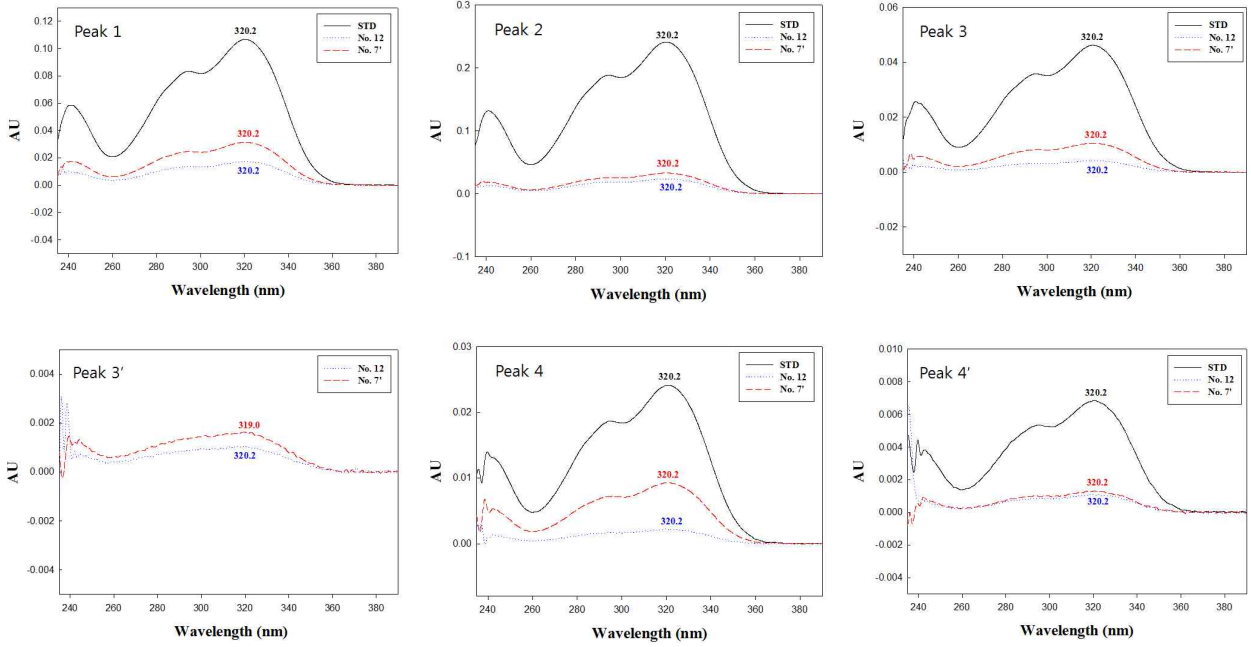 Peak 1
STD
No. 12
No. 7'
320.2
320.2
320.2
0.12
0.10
0.08
0.06
0.04
0.02
0.00
-0.02
-0.04
AU
240 260 280 300 320 340 360 380
Wavelength (nm)
Peak 2
STD
No. 12
No. 7'
320.2
320.2
320.2
0.3
0.2
0.1
0.0
-0.1
AU
240 260 280 300 320 340 360 380
Wavelength (nm)
Peak 3
STD
No. 12
No. 7'
320.2
320.2
320.2
0.06
0.04
0.02
0.00
-0.02
AU
240 260 280 300 320 340 360 380
Wavelength (nm)
Peak 3′
No. 12
No. 7'
319.0
320.2
0.004
0.002
0.000
-0.002
-0.004
AU
240 260 280 300 320 340 360 380
Wavelength (nm)
Peak 4
STD
No. 12
No. 7'
320.2
320.2
320.2
0.03
0.02
0.01
0.00
AU
240 260 280 300 320 340 360 380
Wavelength (nm)
Peak 4′
STD
No. 12
No. 7'
320.2
320.2
320.2
0.010
0.008
0.006
0.004
0.002
0.000
-0.002
-0.004
AU
240 260 280 300 320 340 360 380
Wavelength (nm)